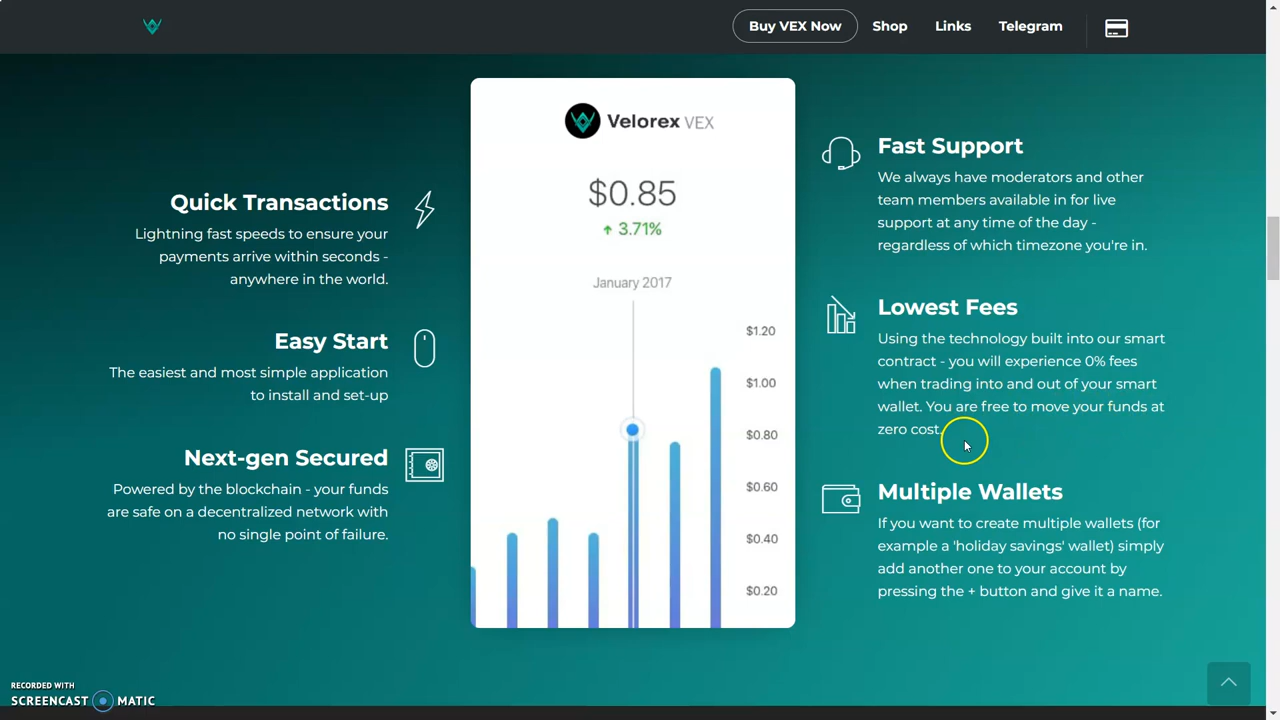 Buy VEX Now
Shop
Links
Telegram
Quick Transactions
Lightning fast speeds to ensure your
payments arrive within seconds -
anywhere in the world.
Easy Start
The easiest and most simple application
to install and set-up
Next-gen Secured
Powered by the blockchain - your funds
are safe on a decentralized network with
no single point of failure.
Velorex VEX
$0.85
3.71%
January 2017
$1.20
$1.00
$0.80
$0.60
$0.40
$0.20
Fast Support
We always have moderators and other
team members available in for live
support at any time of the day -
regardless of which timezone you're in.
Lowest Fees
Using the technology built into our smart
contract - you will experience 0% fees
when trading into and out of your smart
wallet. You are free to move your funds at
zero cost.
Multiple Wallets
If you want to create multiple wallets (for
example a 'holiday savings' wallet) simply
add another one to your account by
pressing the + button and give it a name.
RECORDED WITH
SCREENCAST MATIC